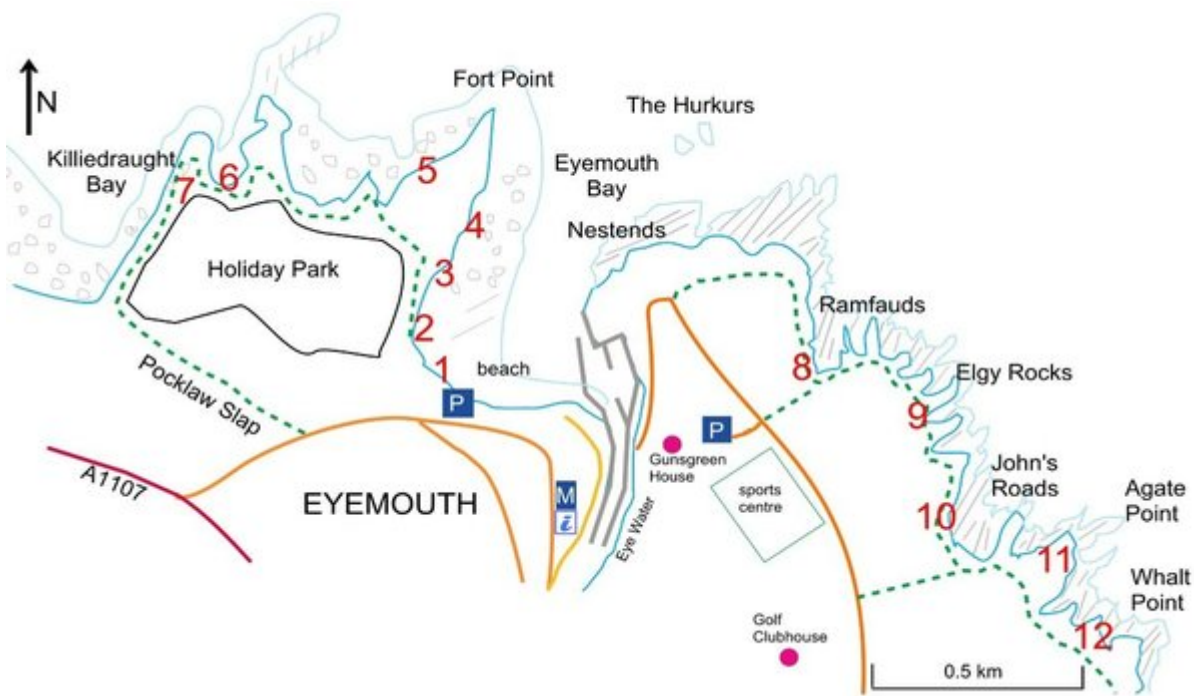 N
Fort Point
The Hurkurs
Killiedraught
Bay
7
6
5
Eyemouth
Bay
Nestends
4
Holiday Park
3
2
1
beach
P
Ramfauds
8
Elgy Rocks
9
Pocklaw Slap
P
Gunsgreen
House
John's
Roads
Agate
Point
A1107
EYEMOUTH
M
i
sports
centre
10
Eye Water
11
Whalt
Point
12
Golf
Clubhouse
0.5 km